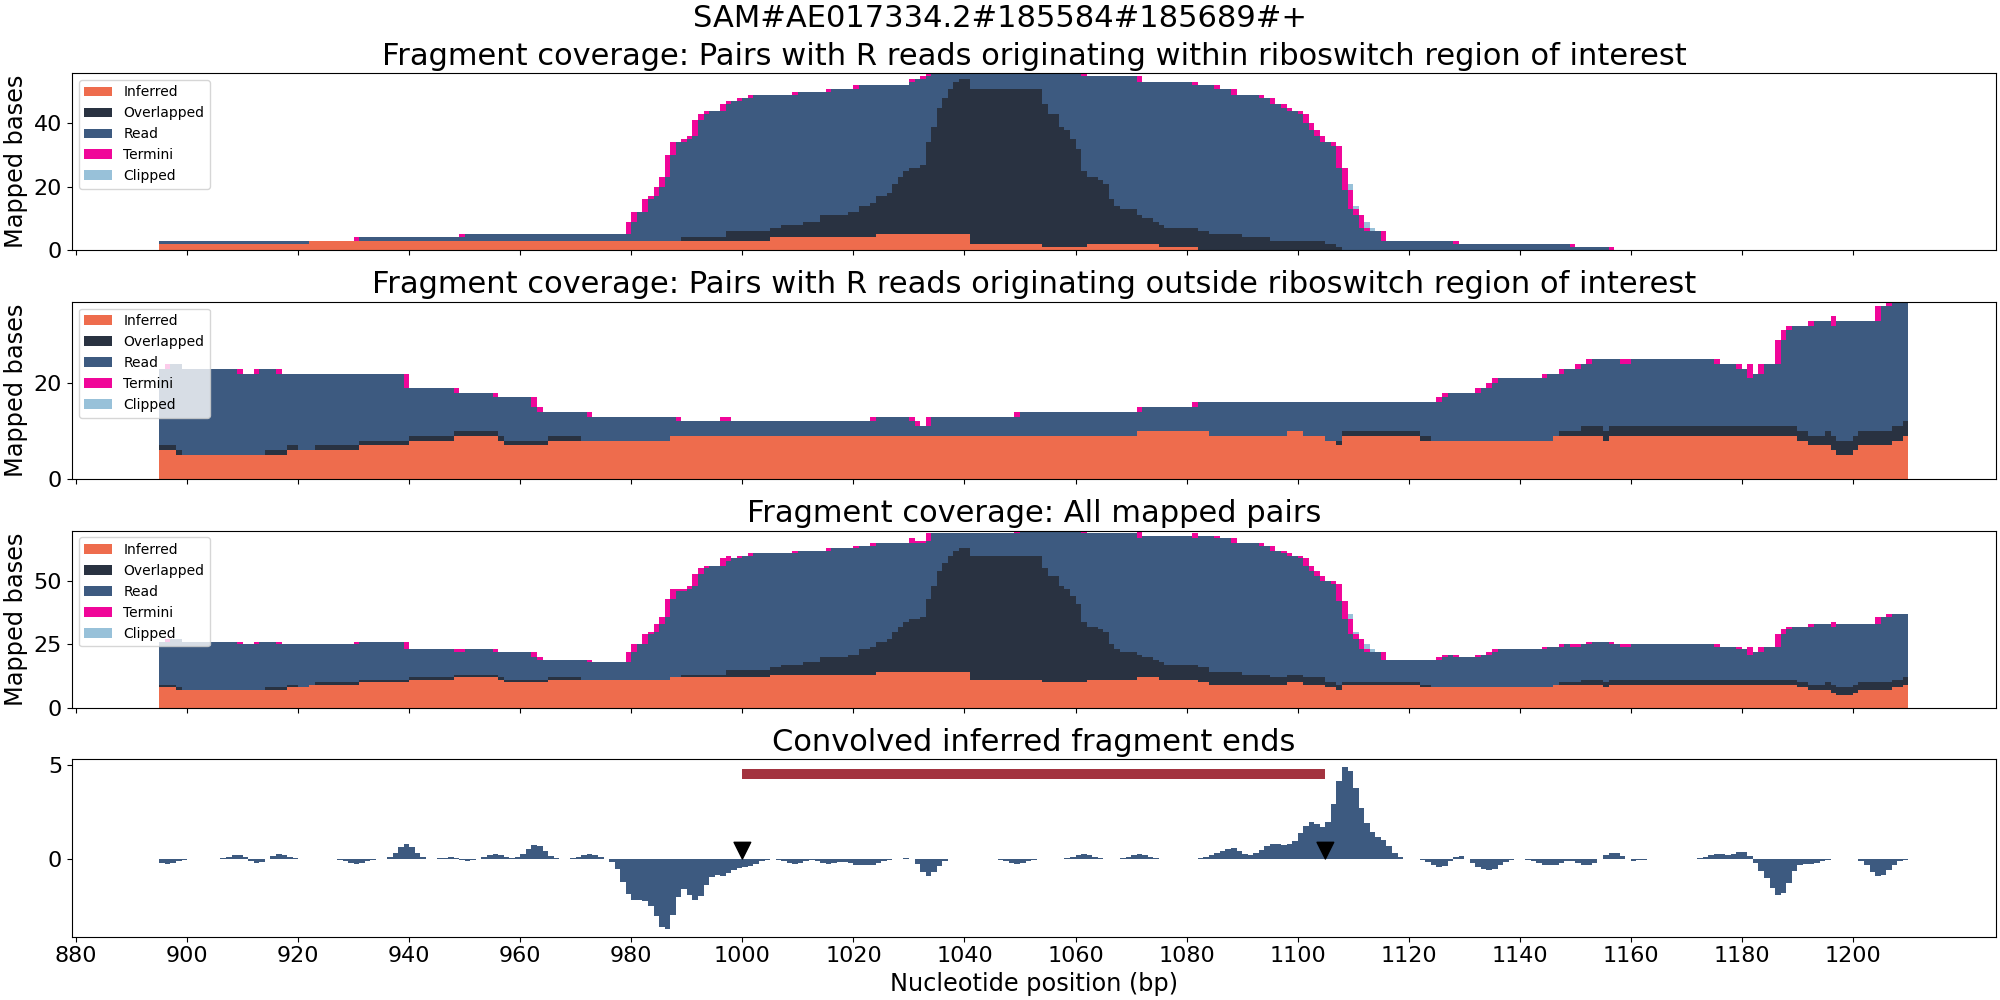 SAM#AE017334.2#185584#185689#+
Fragment coverage: Pairs with R reads originating within riboswitch region of interest
Mapped bases
40
20
0
Inferred
Overlapped
Read
Termini
Clipped
Fragment coverage: Pairs with R reads originating outside riboswitch region of interest
Mapped bases
20
0
Inferred
Overlapped
Read
Termini
Clipped
Fragment coverage: All mapped pairs
Mapped bases
50
25
0
Inferred
Overlapped
Read
Termini
Clipped
Convolved inferred fragment ends
5
0
880 900 920 940 960 980 1000 1020 1040 1060 1080 1100 1120 1140 1160 1180 1200
Nucleotide position (bp)